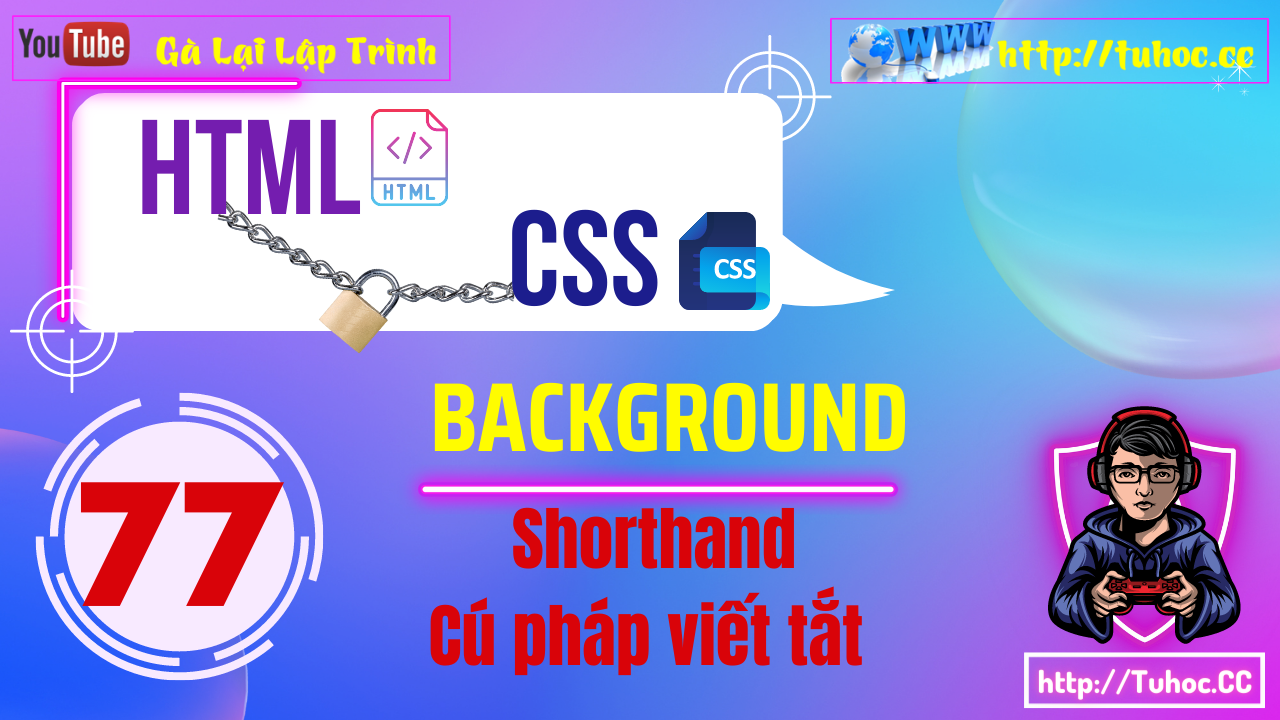 YouTube
Gà Lại Lập Trình
WWW
http://tuhoc.cc
HTML
HTML
CSS
CSS
BACKGROUND
77
Shorthand
Cú pháp viết tắt
http://Tuhoc.CC